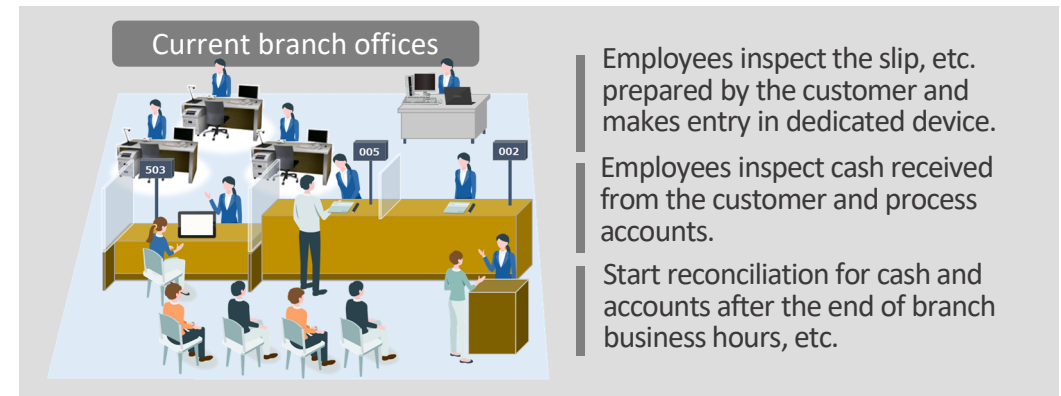 Current branch offices
503
005
002
Employees inspect the slip, etc.
prepared by the customer and
makes entry in dedicated device.
Employees inspect cash received
from the customer and process
accounts.
Start reconciliation for cash and
accounts after the end of branch
business hours, etc.